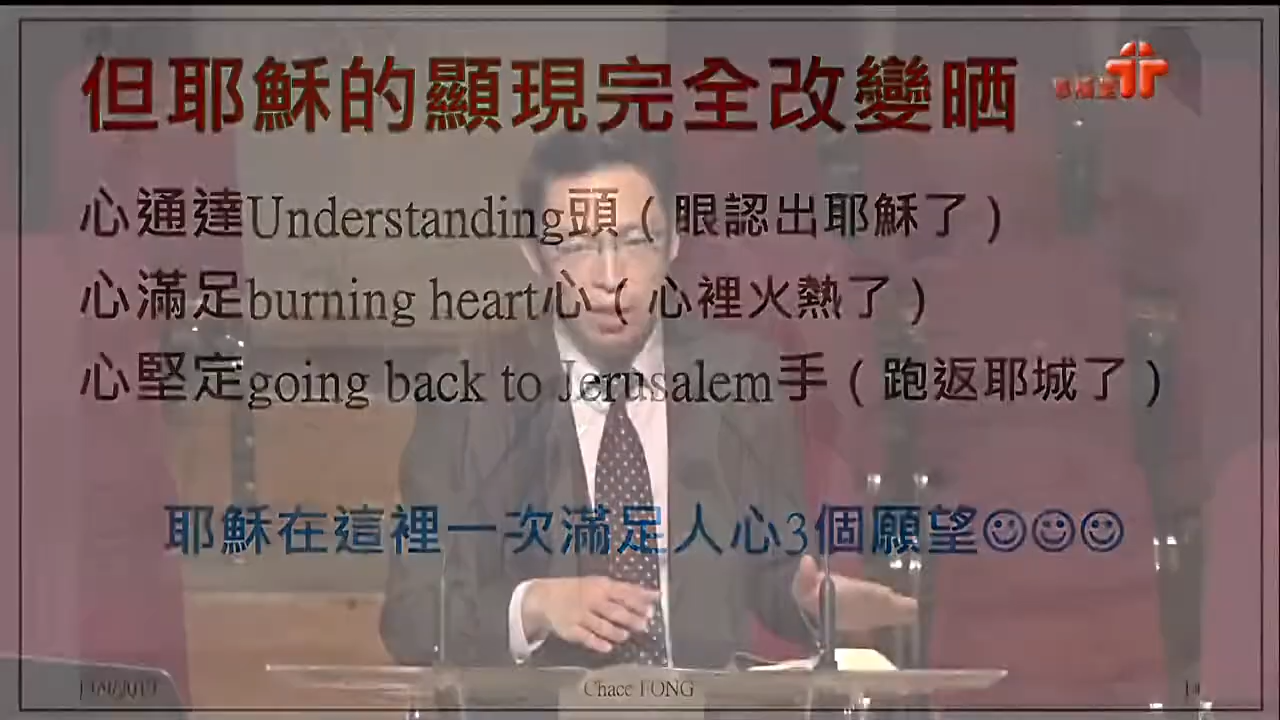 但耶穌的顯現完全改變晒
心通達Understanding頭（眼認出耶穌了）
心滿足burning heart心（心裡火熱了）
心堅定going back to Jerusalem手（跑返耶城了）
耶穌在這裡一次滿足人心3個願望☺☺☺
Chace FONG